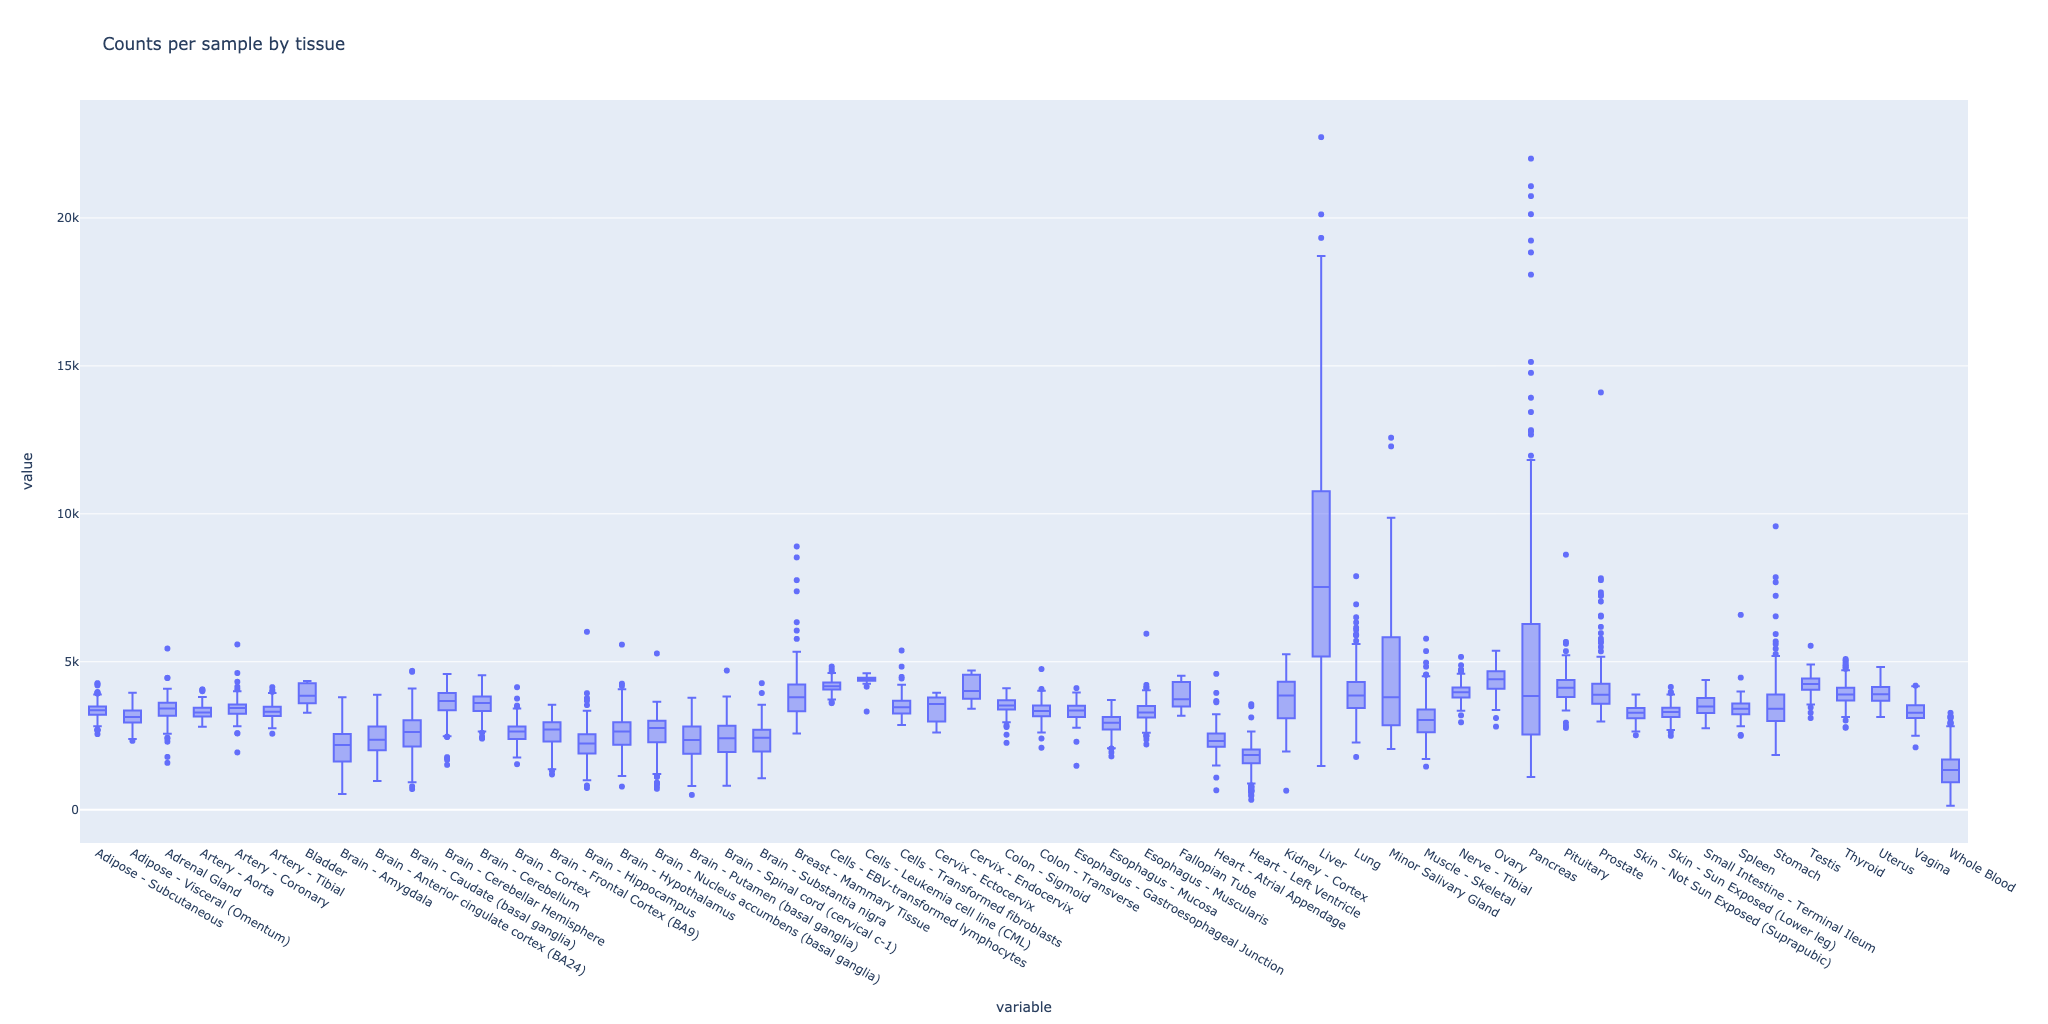 Counts per sample by tissue
value
20k
15k
10k
5k
0
Adipose - Subcutaneous
Adipose - Visceral (Omentum)
Adrenal Gland
Artery - Aorta
Artery - Coronary
Artery - Tibial
Bladder
Brain - Amygdala
Brain - Anterior cingulate cortex (BA24)
Brain - Caudate (basal ganglia)
Brain - Cerebellar Hemisphere
Brain - Cerebellum
Brain - Cortex
Brain - Frontal Cortex (BA9)
Brain - Hippocampus
Brain - Hypothalamus
Brain - Nucleus accumbens (basal ganglia)
Brain - Putamen (basal ganglia)
Brain - Spinal cord (cervical c-1)
Brain - Substantia nigra
Breast - Mammary Tissue
Cells - EBV-transformed lymphocytes
Cells - Leukemia cell line (CML)
Cells - Transformed fibroblasts
Cervix - Ectocervix
Cervix - Endocervix
Colon - Sigmoid
Colon - Transverse
Esophagus - Gastroesophageal Junction
Esophagus - Mucosa
Esophagus - Muscularis
Fallopian Tube
Heart - Atrial Appendage
Heart - Left Ventricle
Kidney - Cortex
Liver
Lung
Minor Salivary Gland
Muscle - Skeletal
Nerve - Tibial
Ovary
Pancreas
Pituitary
Prostate
Skin - Not Sun Exposed (Suprapubic)
Skin - Sun Exposed (Lower leg)
Small Intestine - Terminal Ileum
Spleen
Stomach
Testis
Thyroid
Uterus
Vagina
Whole Blood
variable